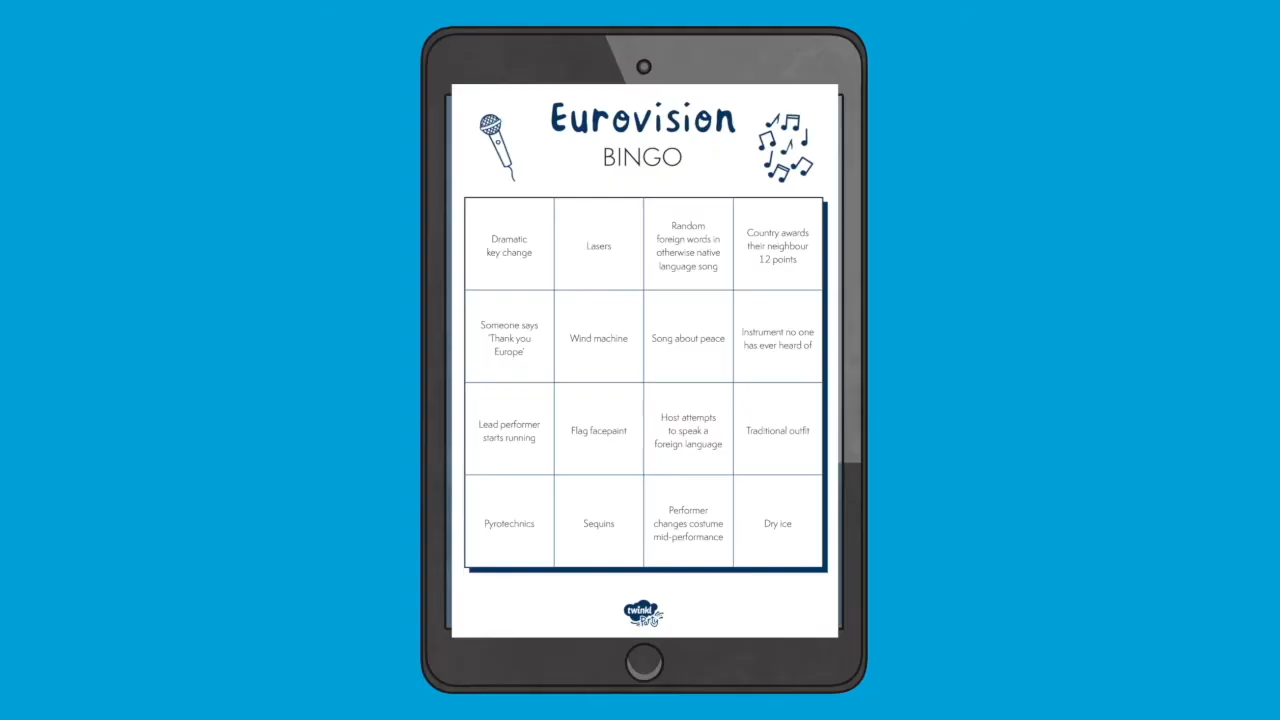 Eurovision
BINGO
Dramatic
key change
Lasers
Random
foreign words in
otherwise native
language song
Country awards
their neighbour
12 points
Someone says
'Thank you
Europe'
Wind machine
Song about peace
Instrument no one
has ever heard of
Lead performer
starts running
Flag facepaint
Host attempts
to speak a
foreign language
Traditional outfit
Pyrotechnics
Sequins
Performer
changes costume
mid-performance
Dry ice
twinkl
Party